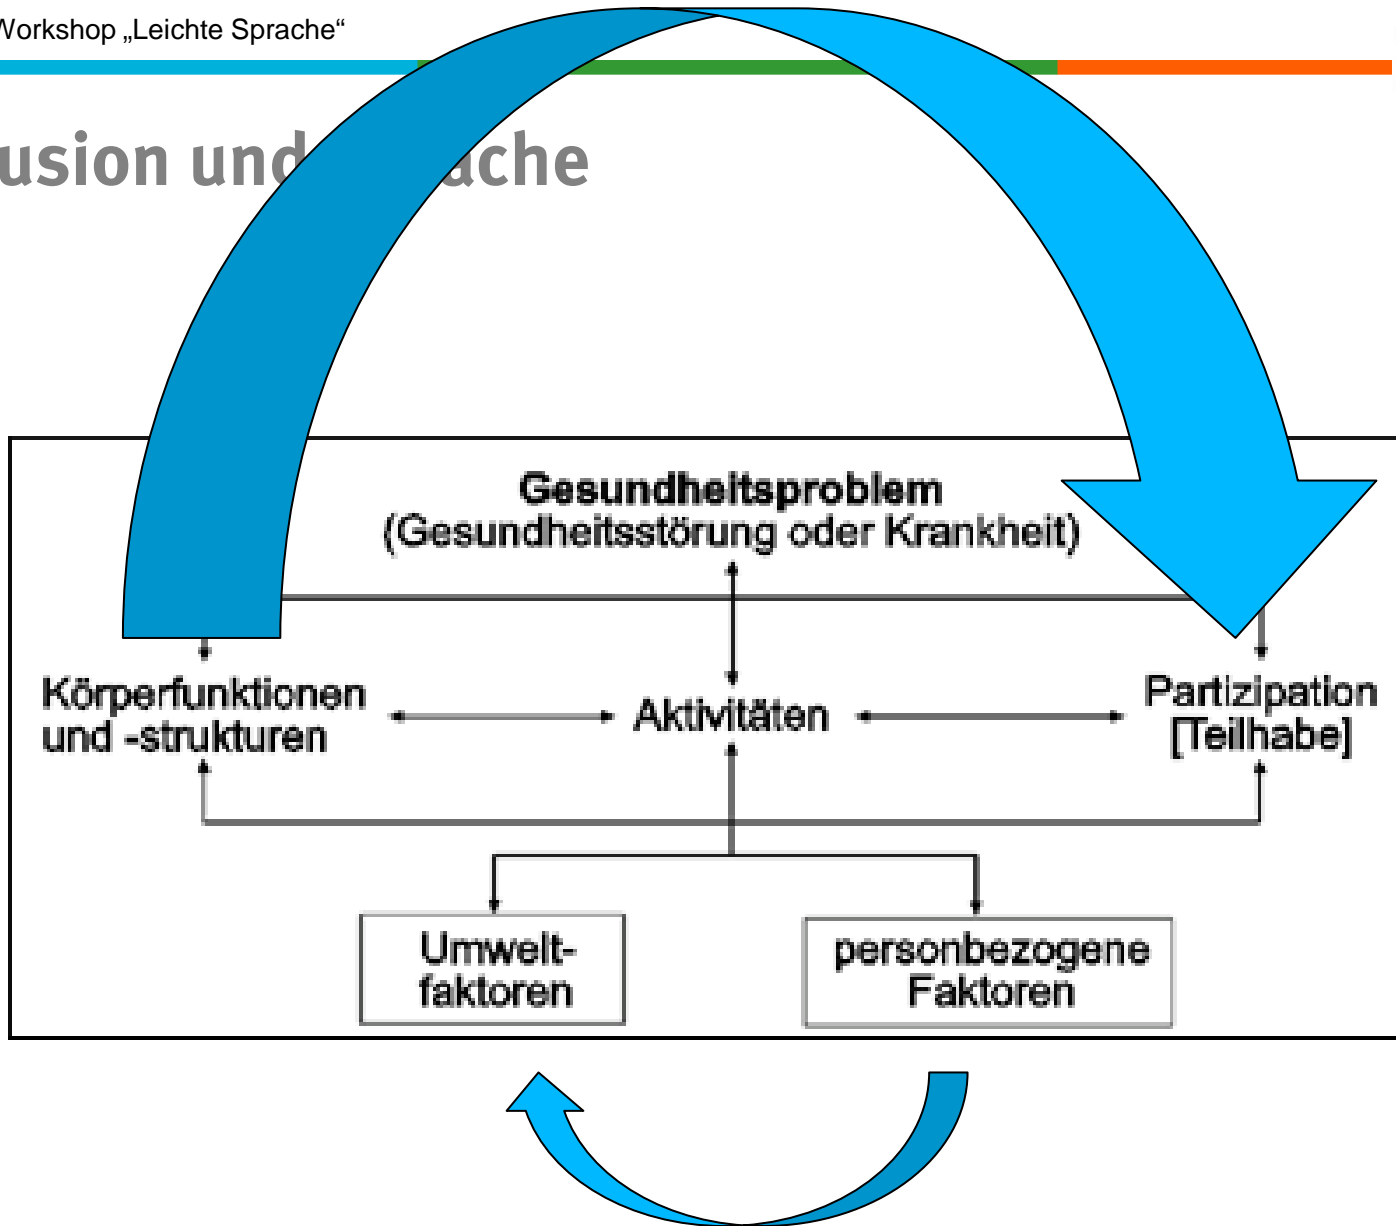 Workshop „Leichte Sprache“
usion und ache
Gesundheitsproblem
(Gesundheitsstörung oder Krankheit)
Körperfunktionen
und -strukturen
Aktivitäten
Partizipation
[Teilhabe]
Umwelt-
faktoren
personbezogene
Faktoren